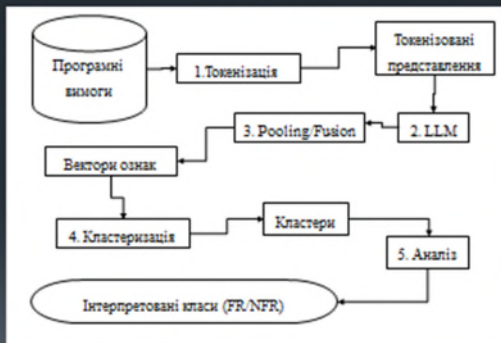 Програмні
вимоги
1.Токенізація
Токенізовані
представлення
2. LLM
3. Pooling/Fusion
Вектори ознак
4. Кластеризація
Кластери
5. Аналіз
Інтерпретовані класи (FR/NFR)